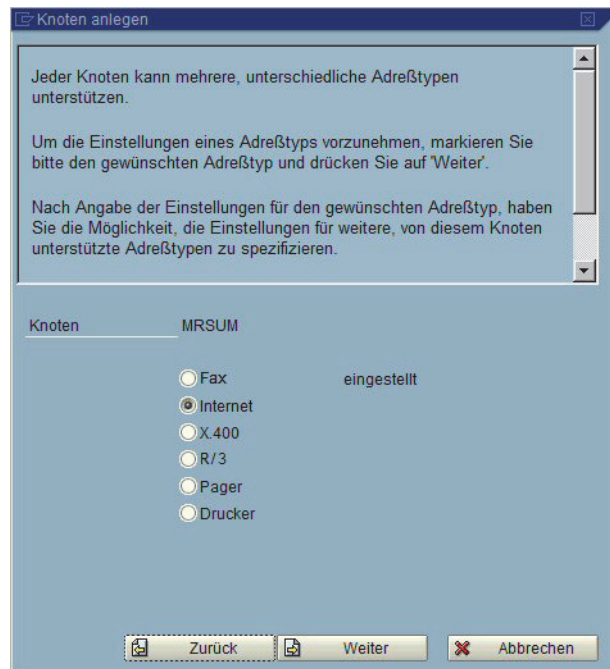 Knoten anlegen
Jeder Knoten kann mehrere, unterschiedliche Adreßtypen
unterstützen.
Um die Einstellungen eines Adreßtyps vorzunehmen, markieren Sie
bitte den gewünschten Adreßtyp und drücken Sie auf 'Weiter'.
Nach Angabe der Einstellungen für den gewünschten Adreßtyp, haben
Sie die Möglichkeit, die Einstellungen für weitere, von diesem Knoten
unterstützte Adreßtypen zu spezifizieren.
Knoten MRSUM
Fax eingestellt
Internet
X.400
R/3
Pager
Drucker
Zurück Weiter Abbrechen